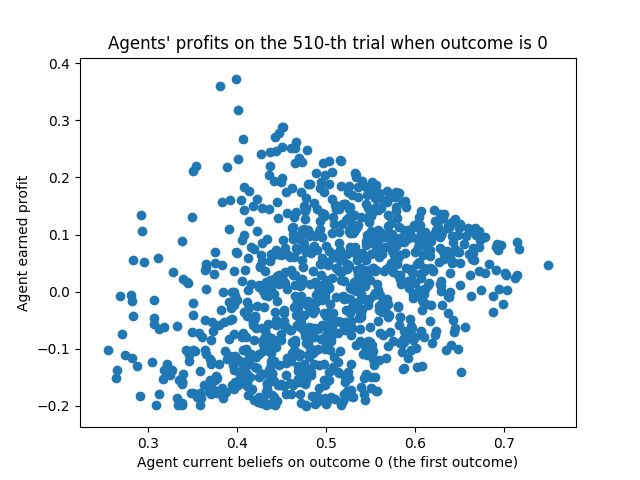 Agents' profits on the 510-th trial when outcome is 0
Agent earned profit
0.4
0.3
0.2
0.1
0.0
−0.1
−0.2
0.3 0.4 0.5 0.6 0.7
Agent current beliefs on outcome 0 (the first outcome)